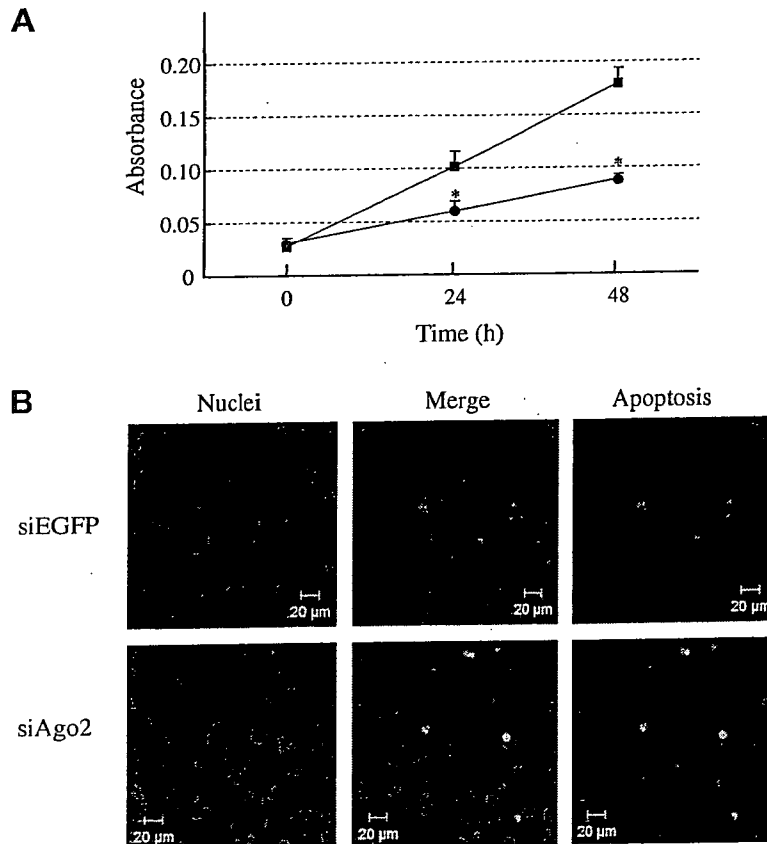 A
Absorbance
0.20
0.15
0.10
0.05
0
*
*
0
24
48
Time (h)
B
Nuclei
Merge
Apoptosis
siEGFP
20 µm
20 µm
20 µm
siAgo2
20 µm
20 µm
20 µm